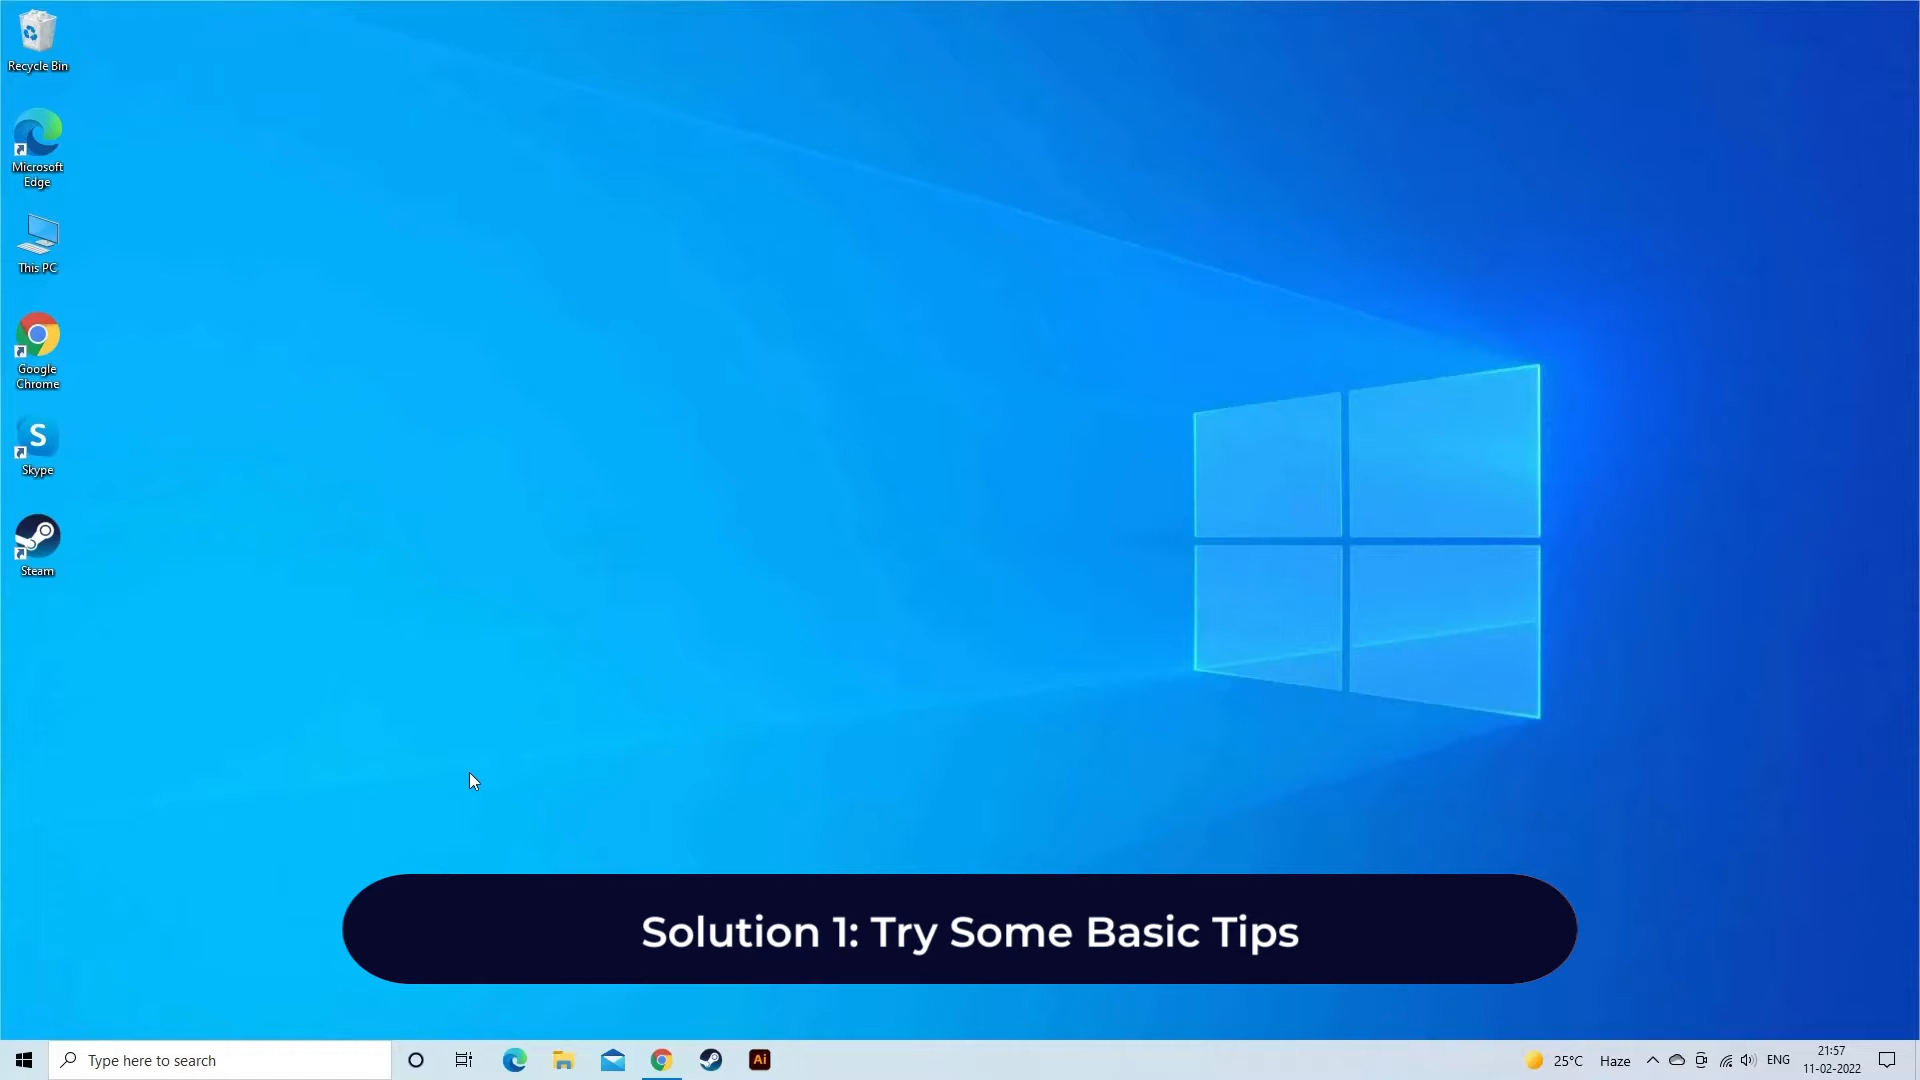 Recycle Bin
Microsoft
Edge
This PC
Google
Chrome
S
Skype
Steam
Solution 1: Try Some Basic Tips
Type here to search
Ai
25°C Haze
ENG
21:57
11-02-2022